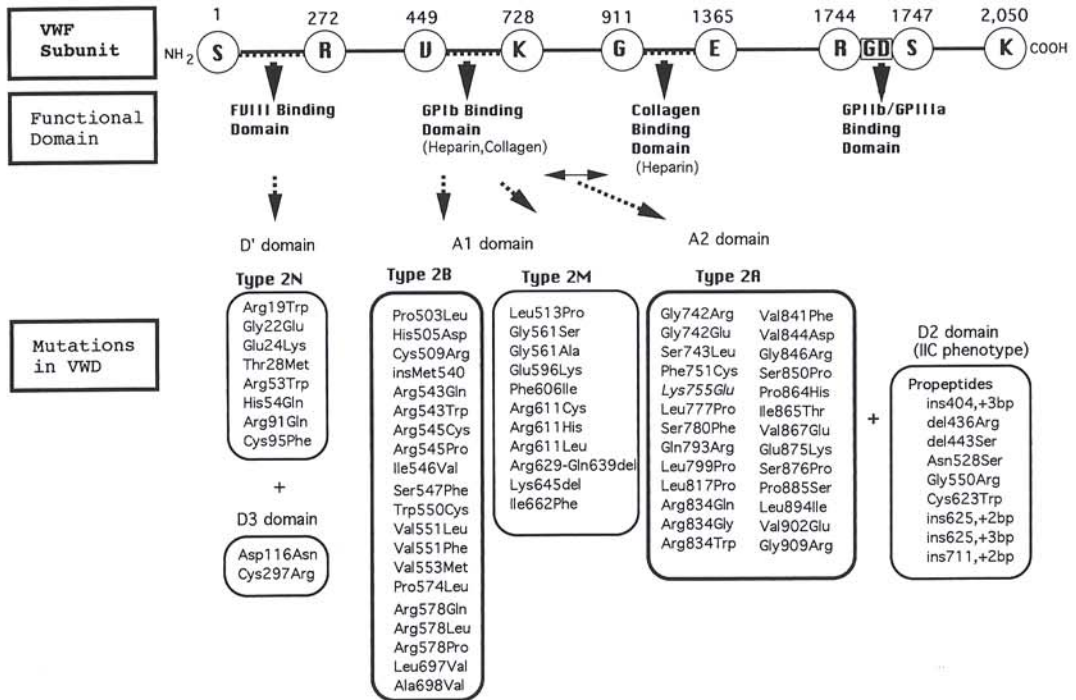 VWF
Subunit
1 272 449 728 911 1365 1744 1747 2,050
NH2 S R V K G E R GD S K COOH
Functional
Domain
FVIII Binding
Domain
GPIb Binding
Domain
(Heparin,Collagen)
Collagen
Binding
Domain
(Heparin)
GPIIb/GPIIIa
Binding
Domain
Mutations
in VWD
D' domain
Type 2N
Arg19Trp
Gly22Glu
Glu24Lys
Thr28Met
Arg53Trp
His54Gln
Arg91Gln
Cys95Phe
+
D3 domain
Asp116Asn
Cys297Arg
A1 domain
Type 2B
Pro503Leu
His505Asp
Cys509Arg
insMet540
Arg543Gln
Arg543Trp
Arg545Cys
Arg545Pro
Ile546Val
Ser547Phe
Trp550Cys
Val551Leu
Val551Phe
Val553Met
Pro574Leu
Arg578Gln
Arg578Leu
Arg578Pro
Leu697Val
Ala698Val
Type 2M
Leu513Pro
Gly561Ser
Gly561Ala
Glu596Lys
Phe606Ile
Arg611Cys
Arg611His
Arg611Leu
Arg629-Gln639del
Lys645del
Ile662Phe
A2 domain
Type 2A
Gly742Arg
Gly742Glu
Ser743Leu
Phe751Cys
Lys755Glu
Leu777Pro
Ser780Phe
Gln793Arg
Leu799Pro
Leu817Pro
Arg834Gln
Arg834Gly
Arg834Trp
Val841Phe
Val844Asp
Gly846Arg
Ser850Pro
Pro864His
Ile865Thr
Val867Glu
Glu875Lys
Ser876Pro
Pro885Ser
Leu894Ile
Val902Glu
Gly909Arg
+
D2 domain
(IIC phenotype)
Propeptides
ins404,+3bp
del436Arg
del443Ser
Asn528Ser
Gly550Arg
Cys623Trp
ins625,+2bp
ins625,+3bp
ins711,+2bp